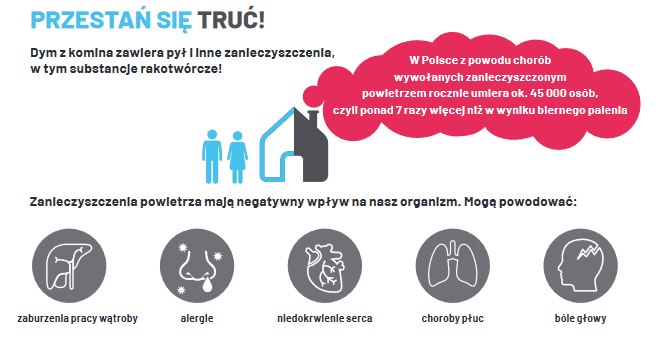 PRZESTAŃ SIĘ TRUĆ!
Dym z komina zawiera pył i inne zanieczyszczenia,
w tym substancje rakotwórcze!
W Polsce z powodu chorób
wywołanych zanieczyszczonym
powietrzem rocznie umiera ok. 45 000 osób,
czyli ponad 7 razy więcej niż w wyniku biernego palenia
Zanieczyszczenia powietrza mają negatywny wpływ na nasz organizm. Mogą powodować:
zaburzenia pracy wątroby
alergie
niedokrwienie serca
choroby płuc
bóle głowy